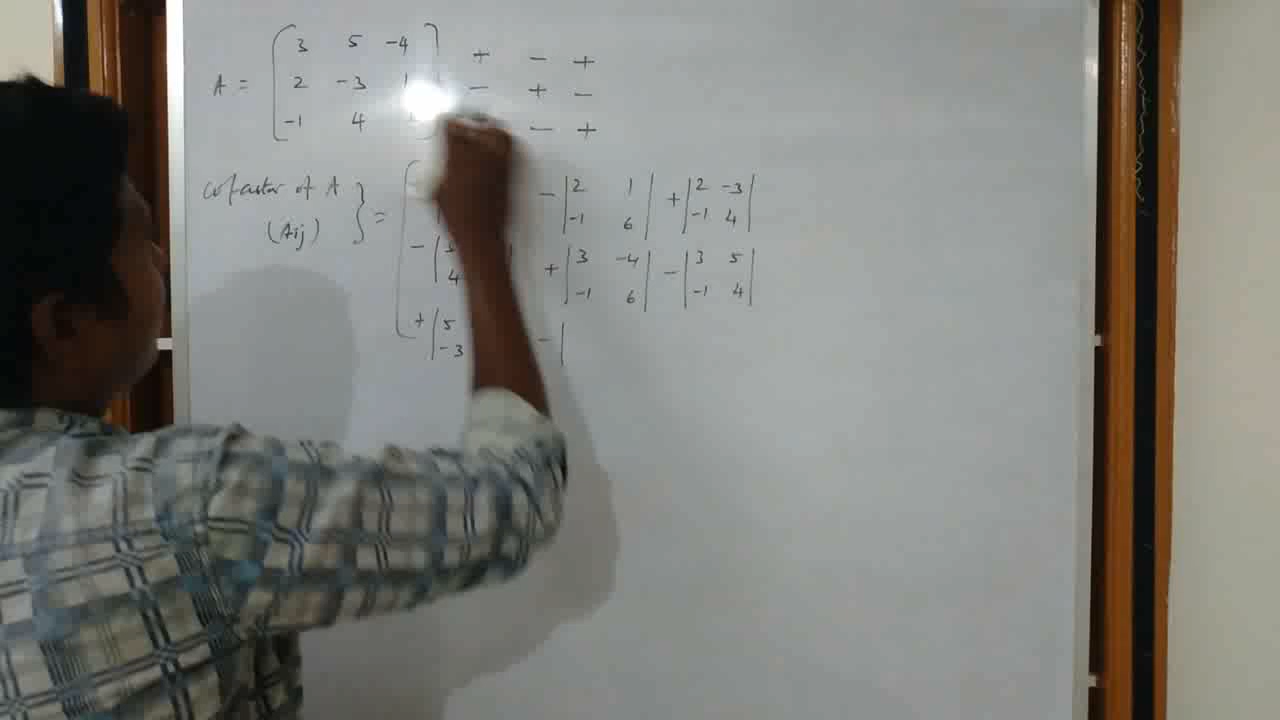 A = 3 5 -4 + - +
2 -3 1 - + -
-1 4 - +
cofactor of A } = - |2 1| + |2 -3|
(Aij) |-1 6| |-1 4|
- | + |3 -4| - |3 5|
4 |-1 6| |-1 4|
+ |5 - |
|-3